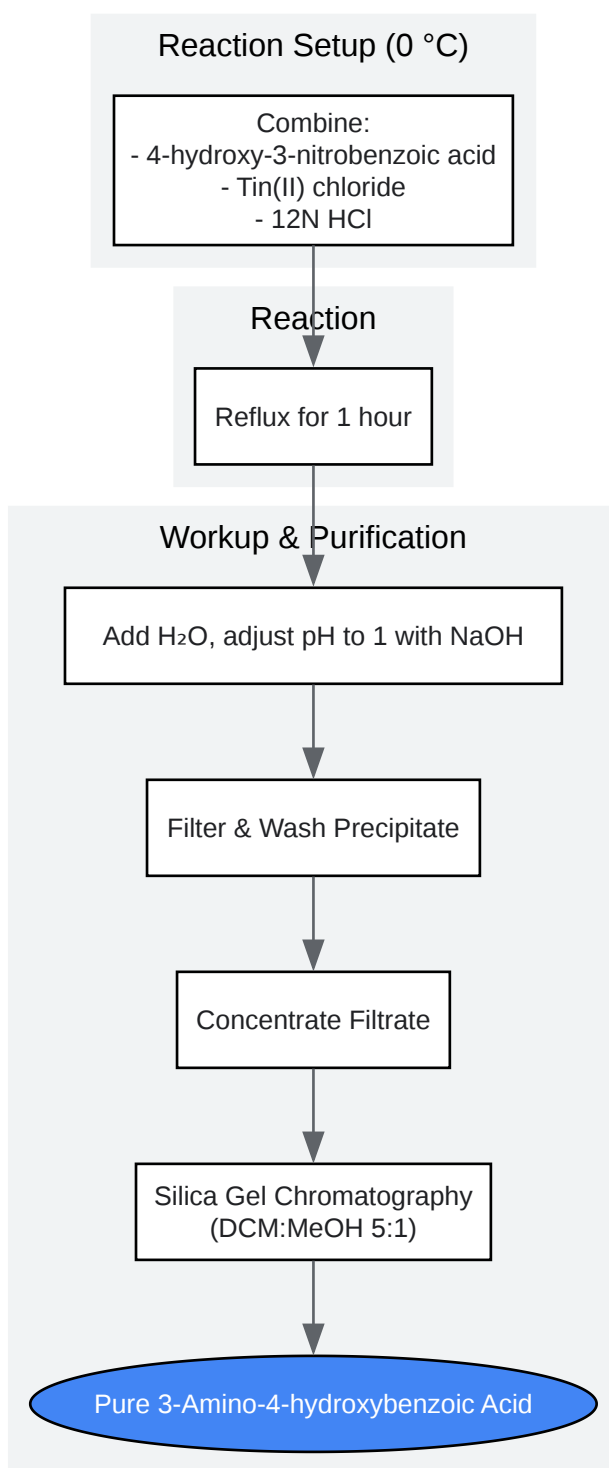 Reaction Setup (0 °C)
Combine:
- 4-hydroxy-3-nitrobenzoic acid
- Tin(II) chloride
- 12N HCl
Reaction
Reflux for 1 hour
Workup & Purification
Add H₂O, adjust pH to 1 with NaOH
Filter & Wash Precipitate
Concentrate Filtrate
Silica Gel Chromatography
(DCM:MeOH 5:1)
Pure 3-Amino-4-hydroxybenzoic Acid